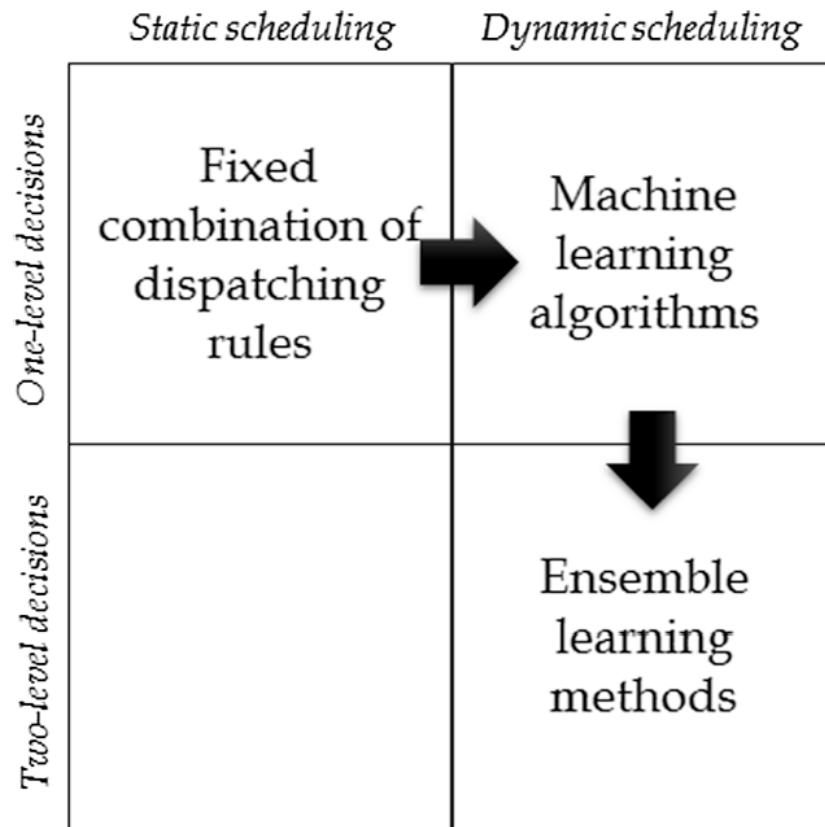 Static scheduling
Dynamic scheduling
One-level decisions
Fixed
combination of
dispatching
rules
Machine
learning
algorithms
Two-level decisions
Ensemble
learning
methods